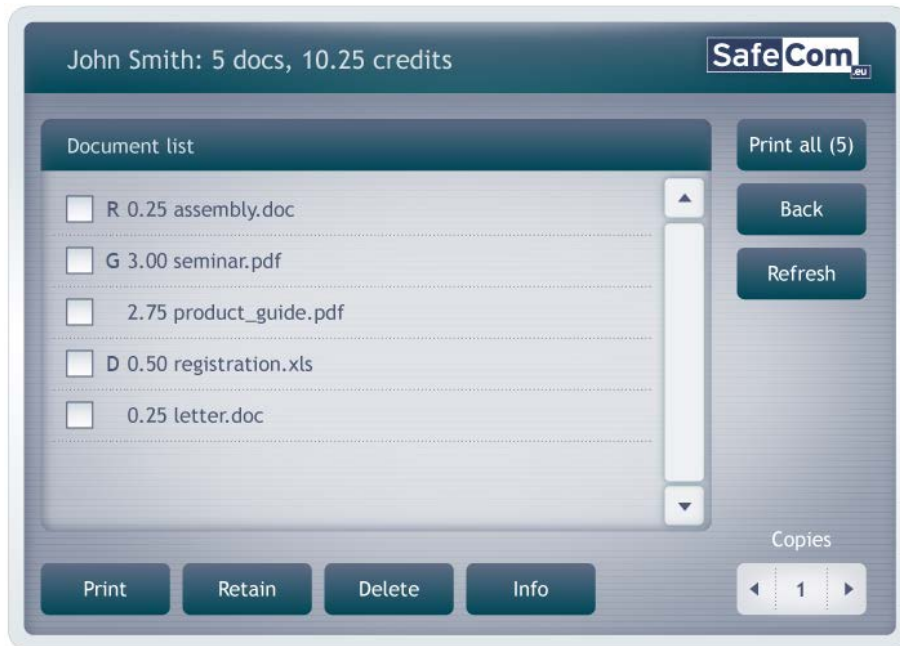 John Smith: 5 docs, 10.25 credits
SafeCom
.eu
Document list
R 0.25 assembly.doc
G 3.00 seminar.pdf
2.75 product_guide.pdf
D 0.50 registration.xls
0.25 letter.doc
Print all (5)
Back
Refresh
Copies
1
Print
Retain
Delete
Info